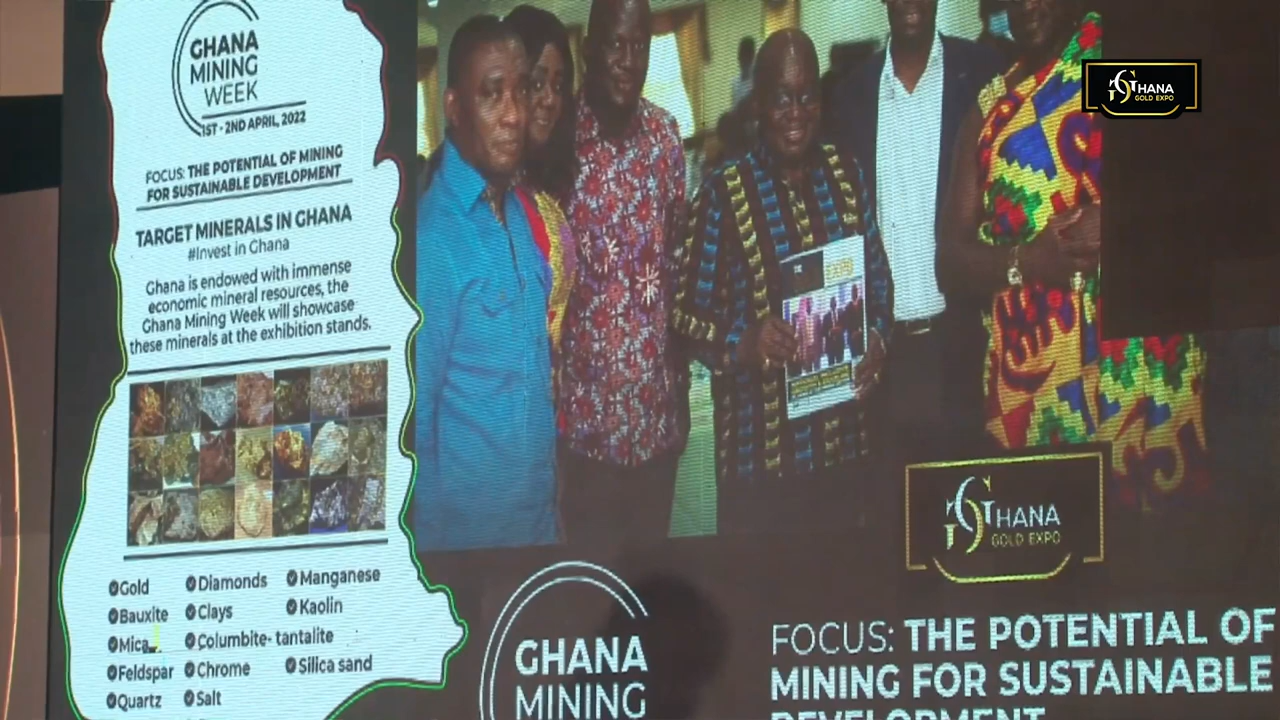 GHANA
MINING
WEEK
1ST - 2ND APRIL, 2022
FOCUS: THE POTENTIAL OF MINING
FOR SUSTAINABLE DEVELOPMENT
TARGET MINERALS IN GHANA
#Invest in Ghana
Ghana is endowed with immense
economic mineral resources, the
Ghana Mining Week will showcase
these minerals at the exhibition stands.
Gold
Diamonds
Manganese
Bauxite
Clays
Kaolin
Mica
Columbite- tantalite
Feldspar
Chrome
Silica sand
Quartz
Salt
GHANA
GOLD EXPO
EXPO
GHANA
GOLD EXPO
GHANA
MINING
FOCUS: THE POTENTIAL OF
MINING FOR SUSTAINABLE
DEVELOPMENT